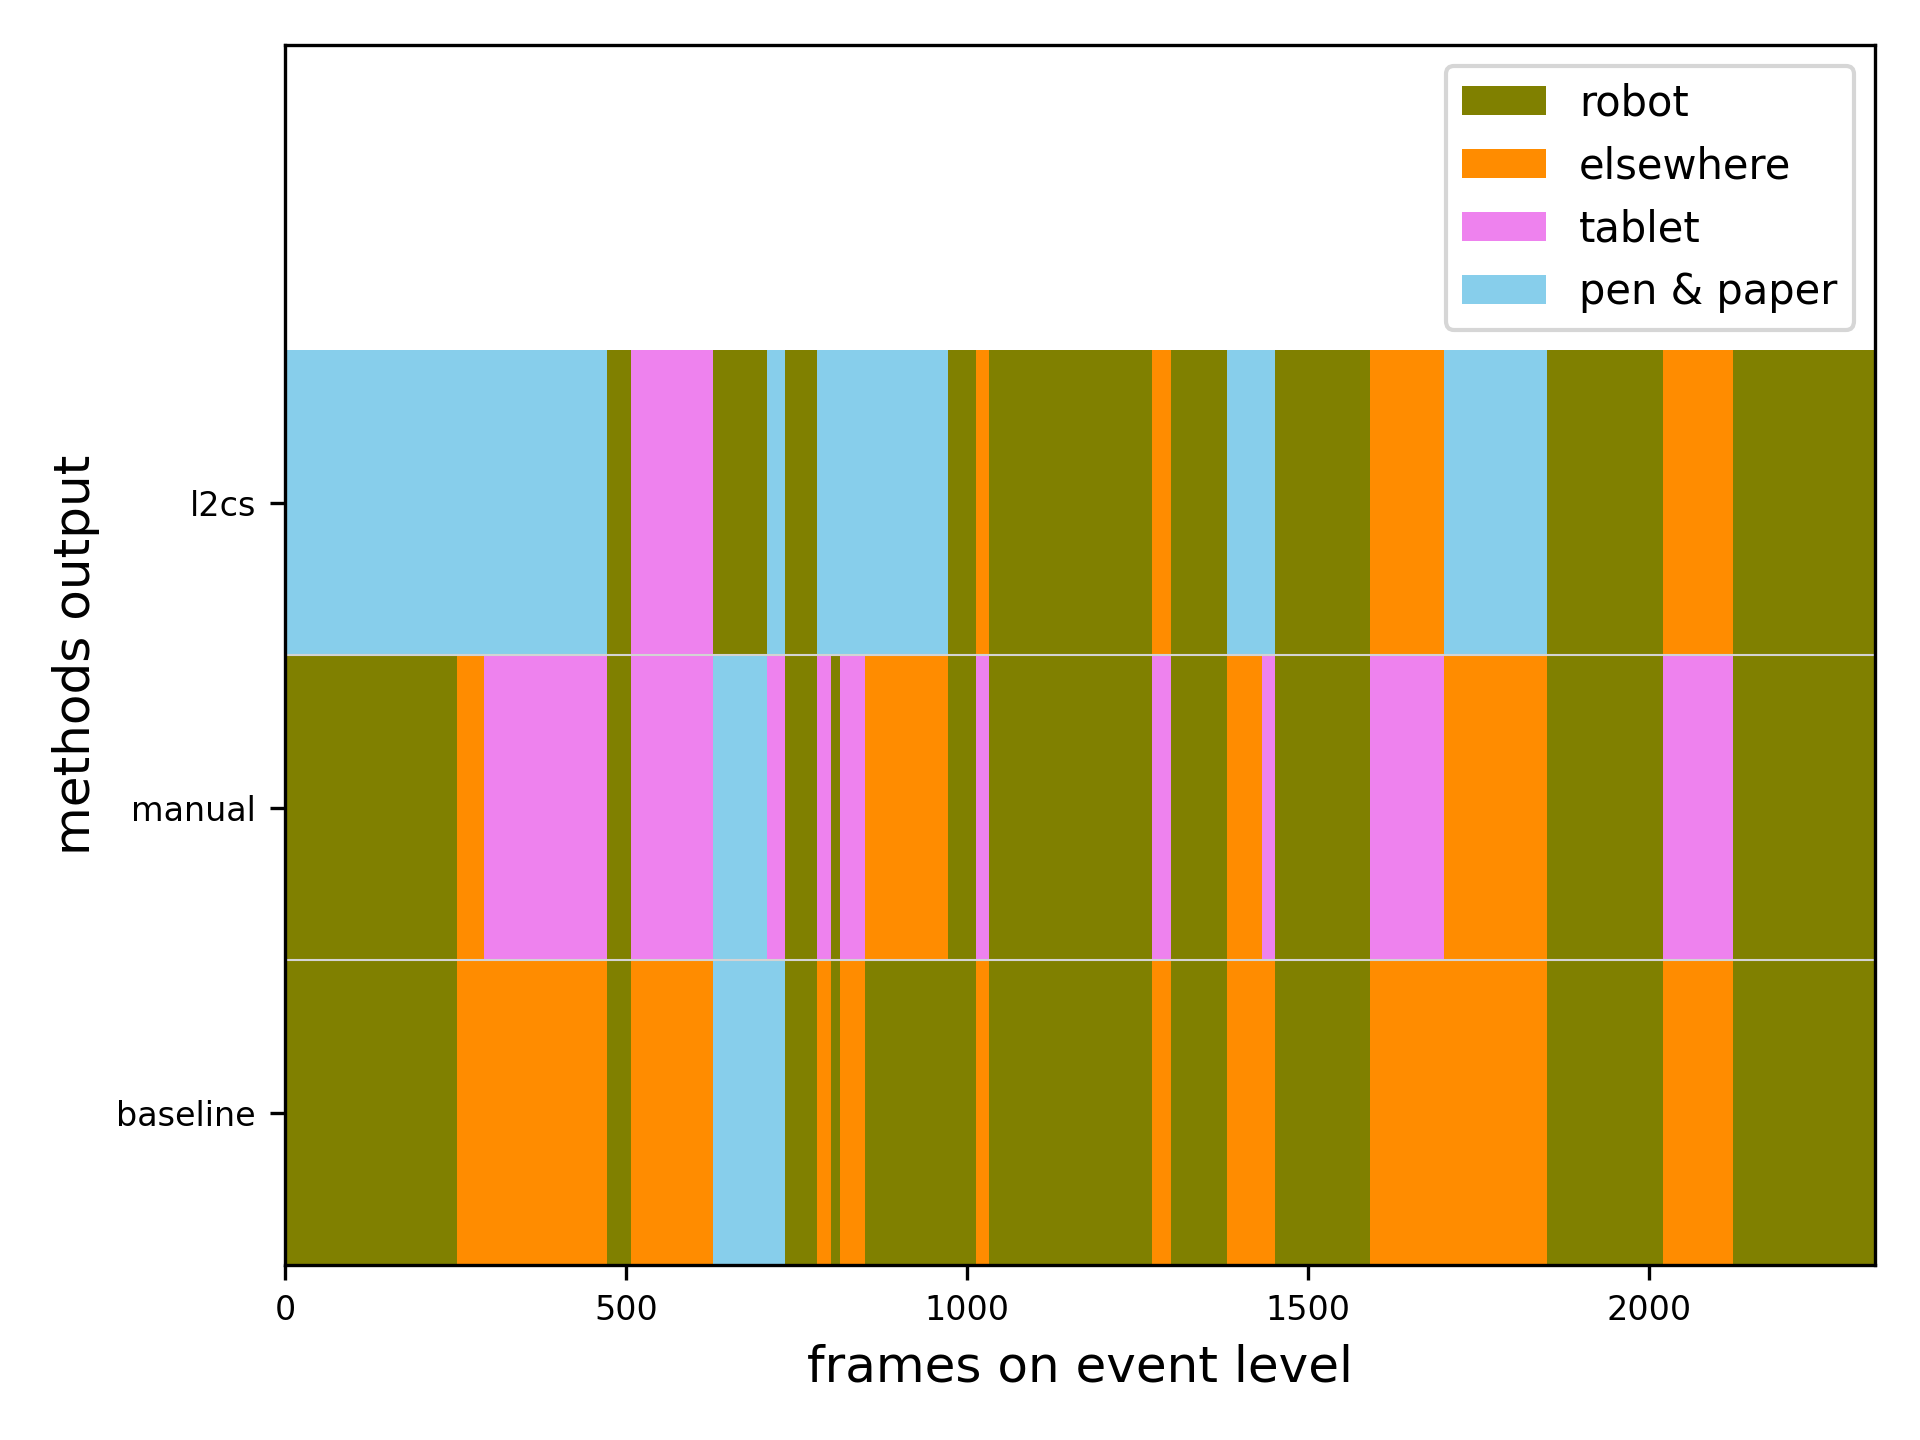 robot
elsewhere
tablet
pen & paper
methods output
l2cs
manual
baseline
0 500 1000 1500 2000
frames on event level